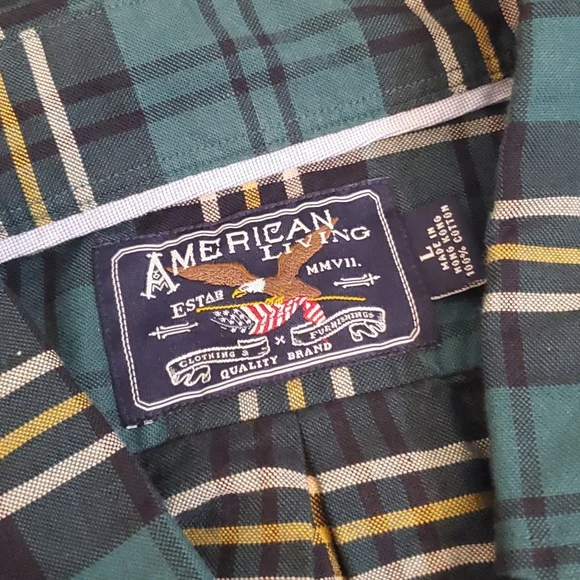 AMERICAN
LIVING
ESTAB MMVII.
CLOTHING & FURNISHINGS
QUALITY BRAND
L
MADE IN
HONG KONG
100% COTTON